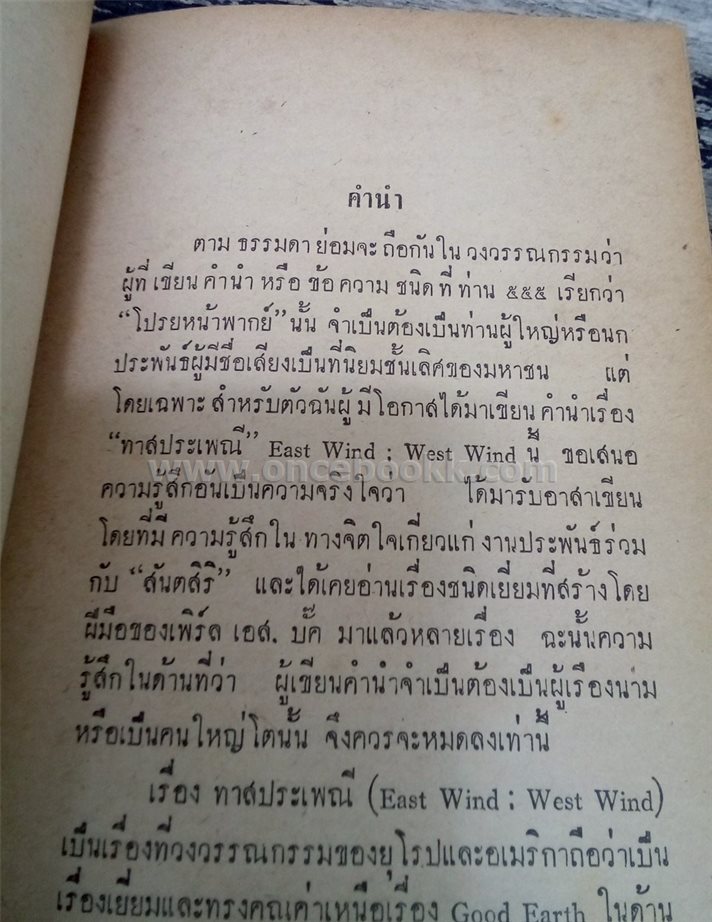 คำนำ
ตาม ธรรมดา ย่อมจะ ถือกันใน วงวรรณกรรมว่า
ผู้ที่ เขียน คำนำ หรือ ข้อ ความ ชนิด ที่ ท่าน ๕๕๕ เรียกว่า
“โปรยหน้าพากย์” นั้น จำเป็นต้องเป็นท่านผู้ใหญ่หรือนก
ประพันธ์ผู้มีชื่อเสียงเป็นที่นิยมชั้นเลิศของมหาชน แต่
โดยเฉพาะ สำหรับตัวฉันผู้ มี โอกาสได้มาเขียน คำนำเรื่อง
“ทาสประเพณี” East Wind : West Wind นี้ ขอเสนอ
www.oncebookk.com
ความรู้สึกอันเป็นความจริงใจวา ได้มารับอาสาเขียน
โดยที่มี ความรู้สึกใน ทางจิตใจเกี่ยวแก่ งานประพันธ์ร่วม
กับ “สันตสิริ” และได้เคยอ่านเรื่องชนิดเยี่ยมที่สร้างโดย
ฝีมือของเพิร์ล เอส. บั๊ค มาแล้วหลายเรื่อง ฉะนั้นความ
รู้สึกในด้านที่ว่า ผู้เขียนคำนำจำเป็นต้องเป็นผู้เรืองนาม
หรือเป็นคนใหญ่โตนั้น จึงควรจะหมดลงเท่านี้
เรื่อง ทาสประเพณี (East Wind : West Wind)
เป็นเรื่องที่วงวรรณกรรมของยุโรปและอเมริกาถือว่าเป็น
เรื่องเยี่ยมและทรงคุณค่าเหนือเรื่อง Good Earth ในด้าน